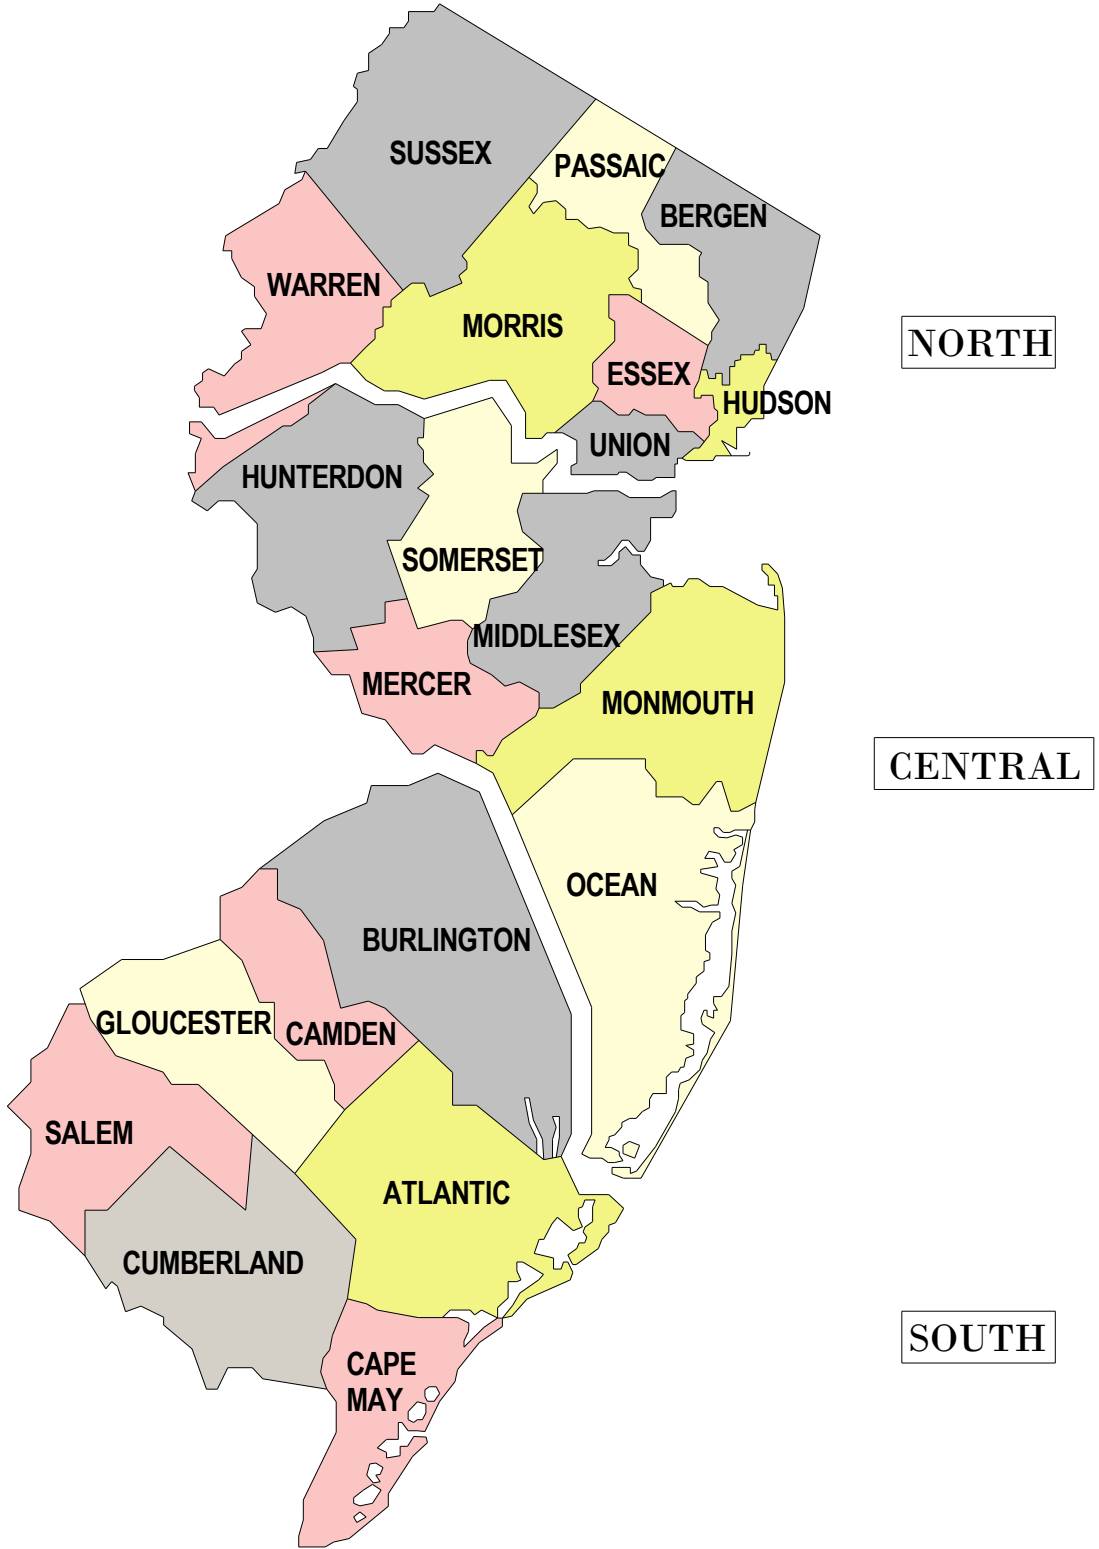 SUSSEX
PASSAIC
BERGEN
WARREN
MORRIS
NORTH
ESSEX
HUDSON
UNION
HUNTERDON
SOMERSET
MIDDLESEX
MERCER
MONMOUTH
CENTRAL
OCEAN
BURLINGTON
GLOUCESTER
CAMDEN
SALEM
ATLANTIC
CUMBERLAND
SOUTH
CAPE
MAY